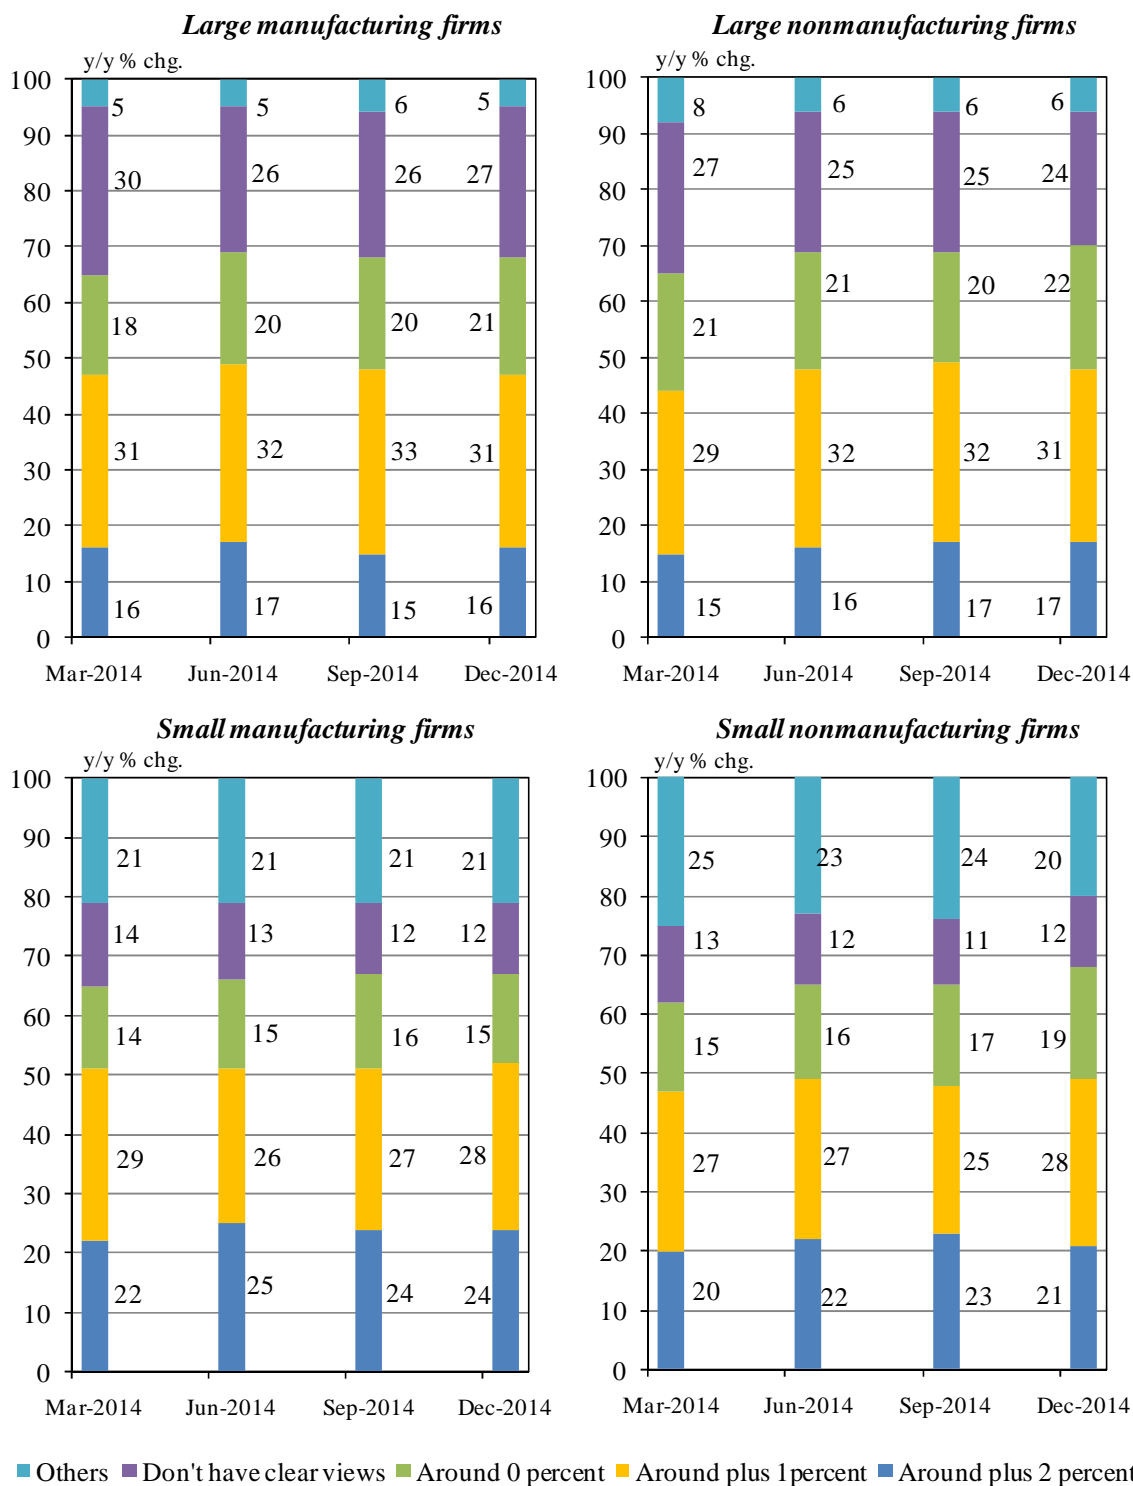 Large manufacturing firms
y/y % chg.
100
90
80
70
60
50
40
30
20
10
0
5 5 6 5
30 26 26 27
18 20 20 21
31 32 33 31
16 17 15 16
Mar-2014 Jun-2014 Sep-2014 Dec-2014
Large nonmanufacturing firms
y/y % chg.
100
90
80
70
60
50
40
30
20
10
0
8 6 6 6
27 25 25 24
21 21 20 22
29 32 32 31
15 16 17 17
Mar-2014 Jun-2014 Sep-2014 Dec-2014
Small manufacturing firms
y/y % chg.
100
90
80
70
60
50
40
30
20
10
0
21 21 21 21
14 13 12 12
14 15 16 15
29 26 27 28
22 25 24 24
Mar-2014 Jun-2014 Sep-2014 Dec-2014
Small nonmanufacturing firms
y/y % chg.
100
90
80
70
60
50
40
30
20
10
0
25 23 24 20
13 12 11 12
15 16 17 19
27 27 25 28
20 22 23 21
Mar-2014 Jun-2014 Sep-2014 Dec-2014
Others Don't have clear views Around 0 percent Around plus 1percent Around plus 2 percent